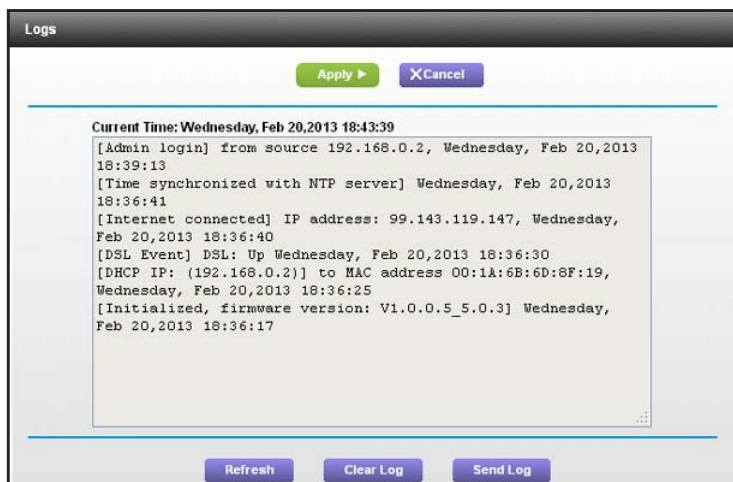 Logs
Apply
Cancel
Current Time: Wednesday, Feb 20,2013 18:43:39
[Admin login] from source 192.168.0.2, Wednesday, Feb 20,2013
18:39:13
[Time synchronized with NTP server] Wednesday, Feb 20,2013
18:36:41
[Internet connected] IP address: 99.143.119.147, Wednesday,
Feb 20,2013 18:36:40
[DSL Event] DSL: Up Wednesday, Feb 20,2013 18:36:30
[DHCP IP: (192.168.0.2)] to MAC address 00:1A:6B:6D:8F:19,
Wednesday, Feb 20,2013 18:36:25
[Initialized, firmware version: V1.0.0.5_5.0.3] Wednesday,
Feb 20,2013 18:36:17
Refresh
Clear Log
Send Log